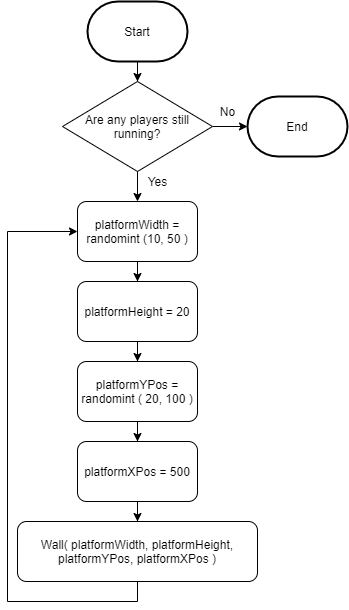 Start
Are any players still
running?
No
End
Yes
platformWidth =
randomint (10, 50 )
platformHeight = 20
platformYPos =
randomint ( 20, 100 )
platformXPos = 500
Wall( platformWidth, platformHeight,
platformYPos, platformXPos )